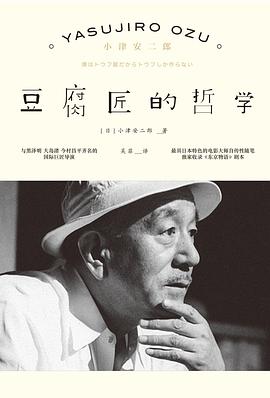 YASUJIRO OZU
小津安二郎
僕はトウフ屋だからトウフしか作らない
豆腐匠的哲学
[日]小津安二郎__著
吴菲__译
与黑泽明 大岛渚 今村昌平齐名的
国际巨匠导演
最具日本特色的电影大师自传性随笔
独家收录《东京物语》剧本